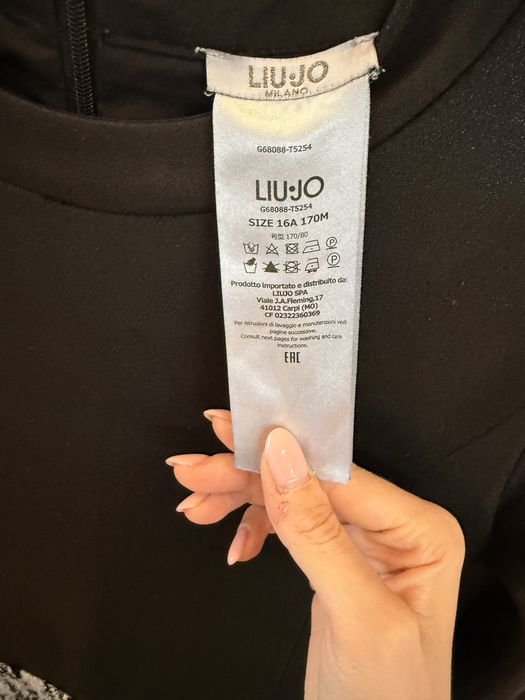 LIU·JO
MILANO
G68088-T5254
LIU·JO
G68088-T5254
SIZE 16A 170M
号型 170/80
Prodotto importato e distribuito da:
LIUJO SPA
Viale J.A.Fleming,17
41012 Carpi (MO)
CF 02322360369
Per istruzioni di lavaggio e manutenzioni vedi
pagine successive.
Consult next pages for washing and care
instructions.
EAC